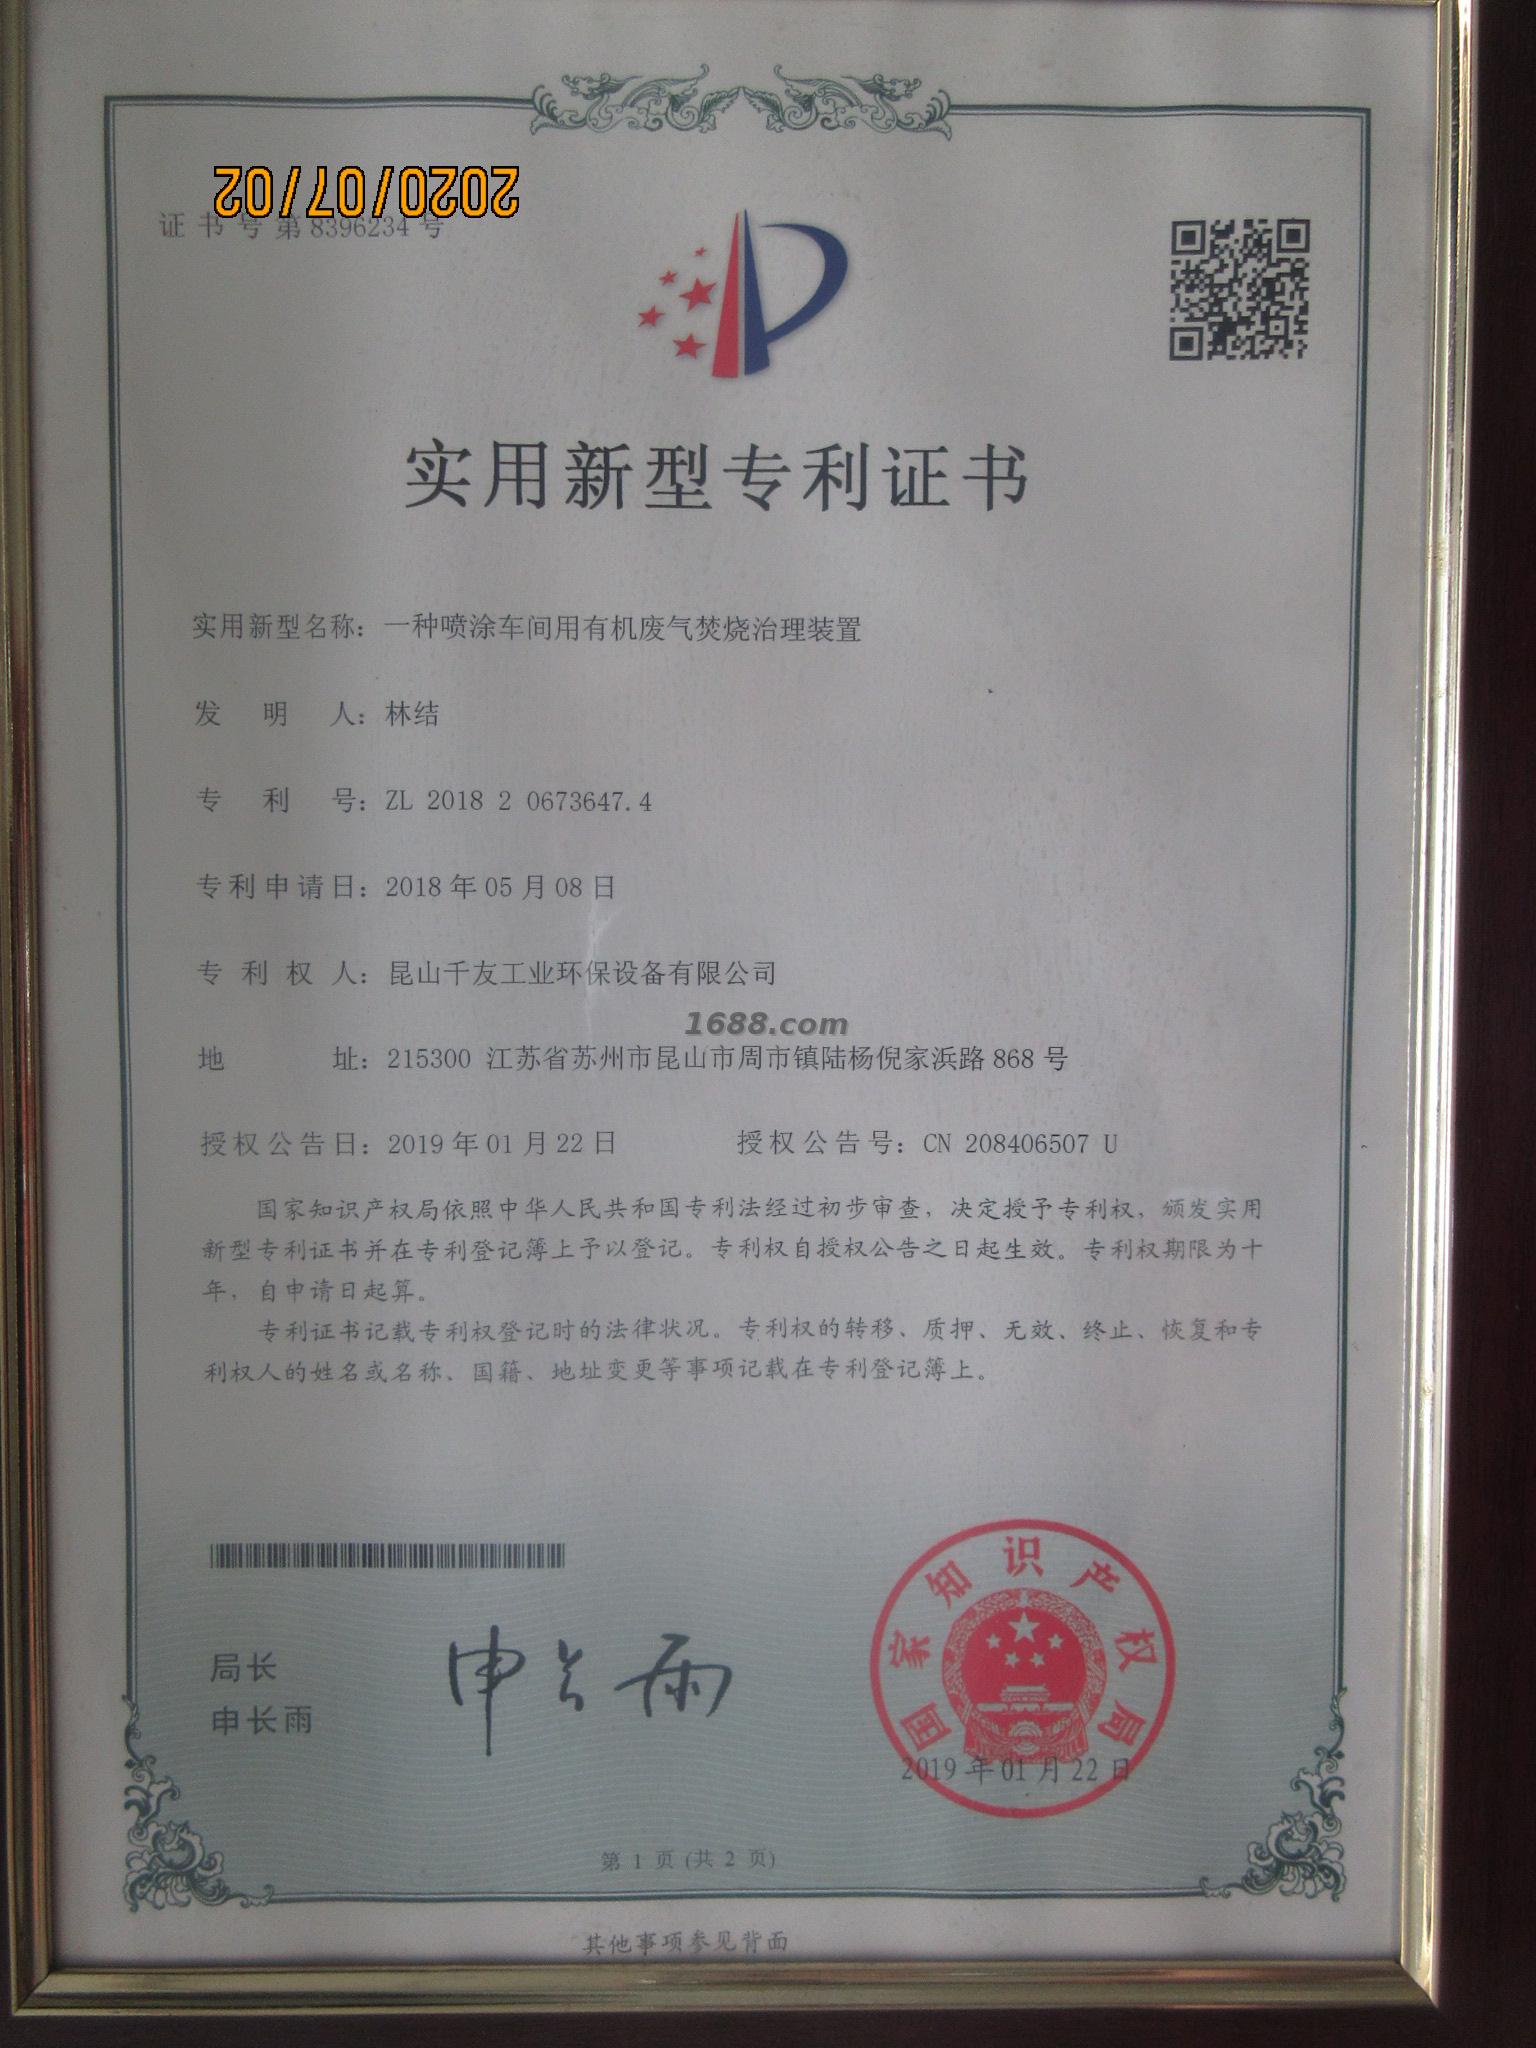 2020/07/02
证书号第8396234号
实用新型专利证书
实用新型名称：一种喷涂车间用有机废气焚烧治理装置
发明人：林结
专利号：ZL 2018 2 0673647.4
专利申请日：2018年05月08日
专利权人：昆山千友工业环保设备有限公司
1688.com
地址：215300 江苏省苏州市昆山市周市镇陆杨倪家浜路868号
授权公告日：2019年01月22日 授权公告号：CN 208406507 U
国家知识产权局依照中华人民共和国专利法经过初步审查，决定授予专利权，颁发实用
新型专利证书并在专利登记簿上予以登记。专利权自授权公告之日起生效。专利权期限为十
年，自申请日起算。
专利证书记载专利权登记时的法律状况。专利权的转移、质押、无效、终止、恢复和专
利权人的姓名或名称、国籍、地址变更等事项记载在专利登记簿上。
局长
申长雨
申长雨
国家知识产权局
2019年01月22日
第 1 页 (共 2 页)
其他事项参见背面